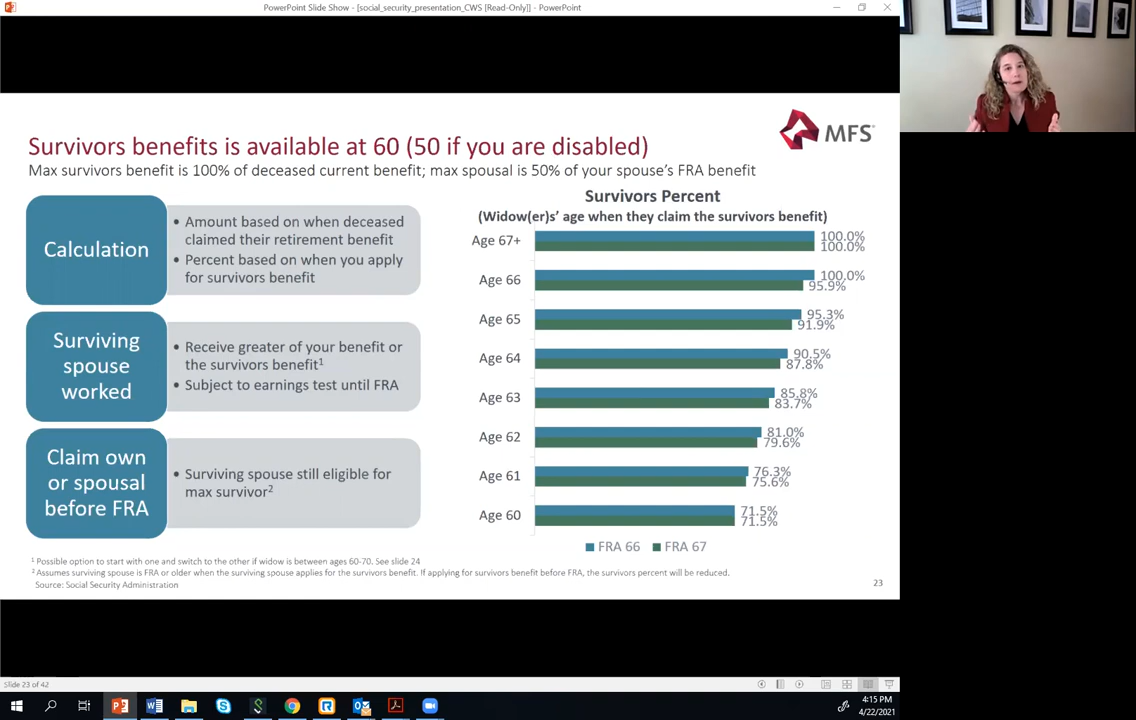 PowerPoint Slide Show - [social_security_presentation_CWS [Read-Only]] - PowerPoint
MFS
Survivors benefits is available at 60 (50 if you are disabled)
Max survivors benefit is 100% of deceased current benefit; max spousal is 50% of your spouse's FRA benefit
Calculation
• Amount based on when deceased
claimed their retirement benefit
• Percent based on when you apply
for survivors benefit
Surviving
spouse
worked
• Receive greater of your benefit or
the survivors benefit1
• Subject to earnings test until FRA
Claim own
or spousal
before FRA
• Surviving spouse still eligible for
max survivor2
Survivors Percent
(Widow(er)s' age when they claim the survivors benefit)
Age 67+ 100.0%
100.0%
Age 66 100.0%
95.9%
Age 65 95.3%
91.9%
Age 64 90.5%
87.8%
Age 63 85.8%
83.7%
Age 62 81.0%
79.6%
Age 61 76.3%
75.6%
Age 60 71.5%
71.5%
FRA 66 FRA 67
1 Possible option to start with one and switch to the other if widow is between ages 60-70. See slide 24
2 Assumes surviving spouse is FRA or older when the surviving spouse applies for the survivors benefit. If applying for survivors benefit before FRA, the survivors percent will be reduced.
Source: Social Security Administration
23
Slide 23 of 42
4:15 PM
4/22/2021